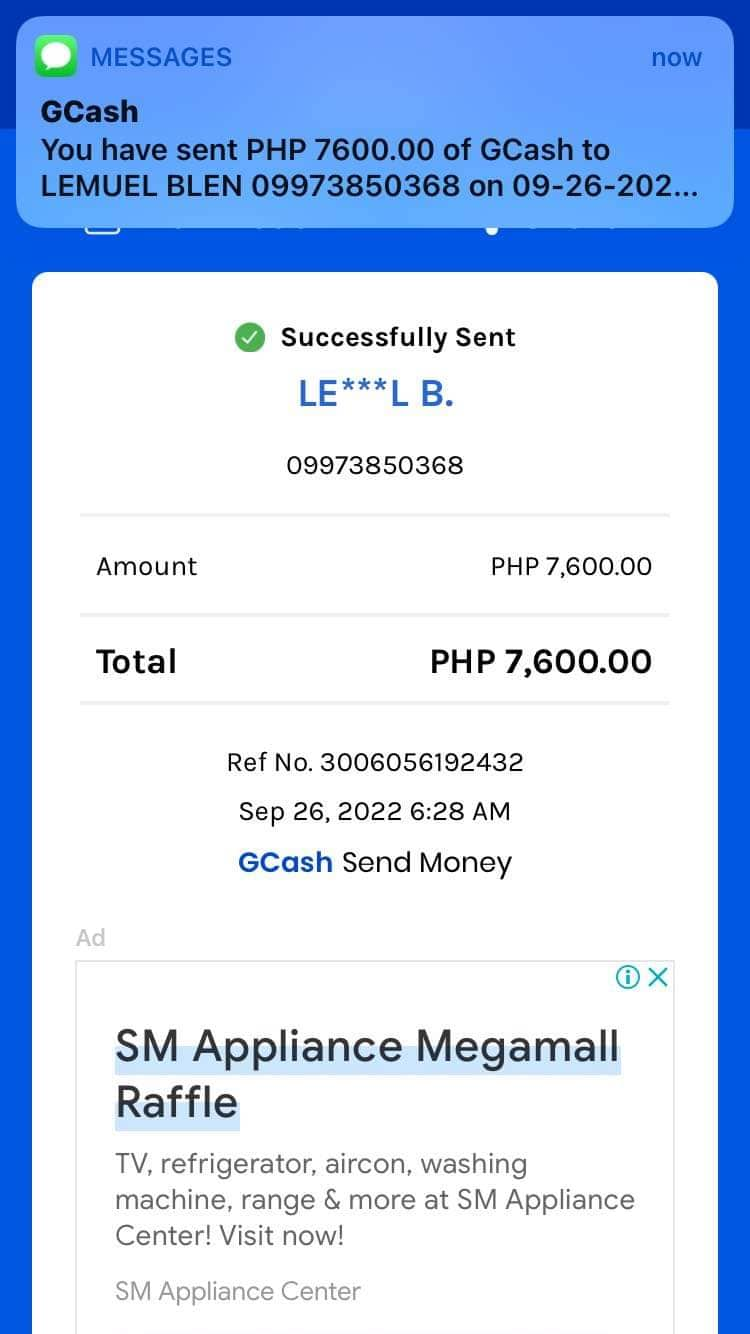 MESSAGES now
GCash
You have sent PHP 7600.00 of GCash to
LEMUEL BLEN 09973850368 on 09-26-202...
Successfully Sent
LE***L B.
09973850368
Amount PHP 7,600.00
Total PHP 7,600.00
Ref No. 3006056192432
Sep 26, 2022 6:28 AM
GCash Send Money
Ad
SM Appliance Megamall
Raffle
TV, refrigerator, aircon, washing
machine, range & more at SM Appliance
Center! Visit now!
SM Appliance Center